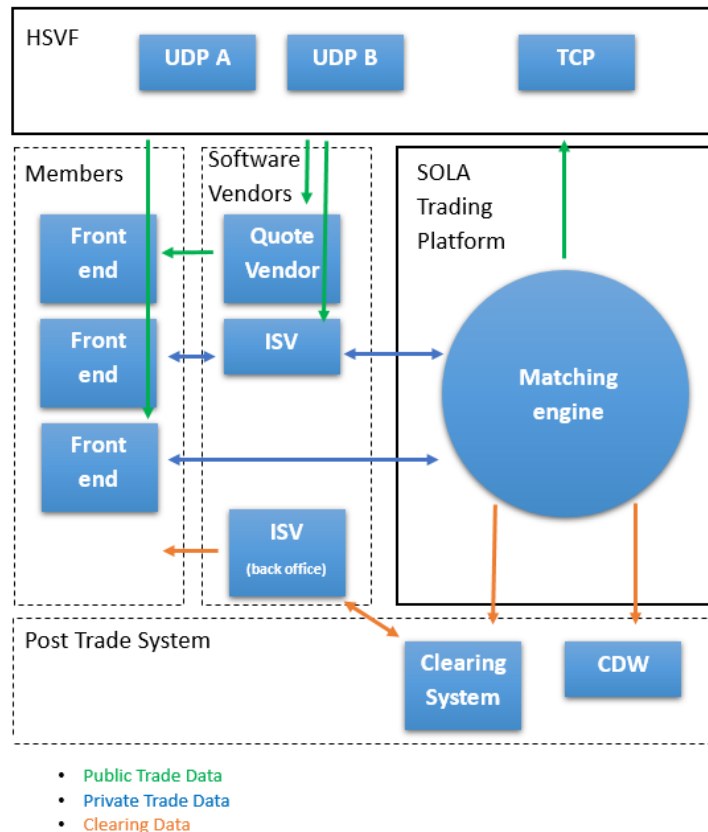 HSVF
UDP A
UDP B
TCP
Members
Software
Vendors
SOLA
Trading
Platform
Front
end
Quote
Vendor
Front
end
ISV
Matching
engine
Front
end
ISV
(back office)
Post Trade System
Clearing
System
CDW
• Public Trade Data
• Private Trade Data
• Clearing Data